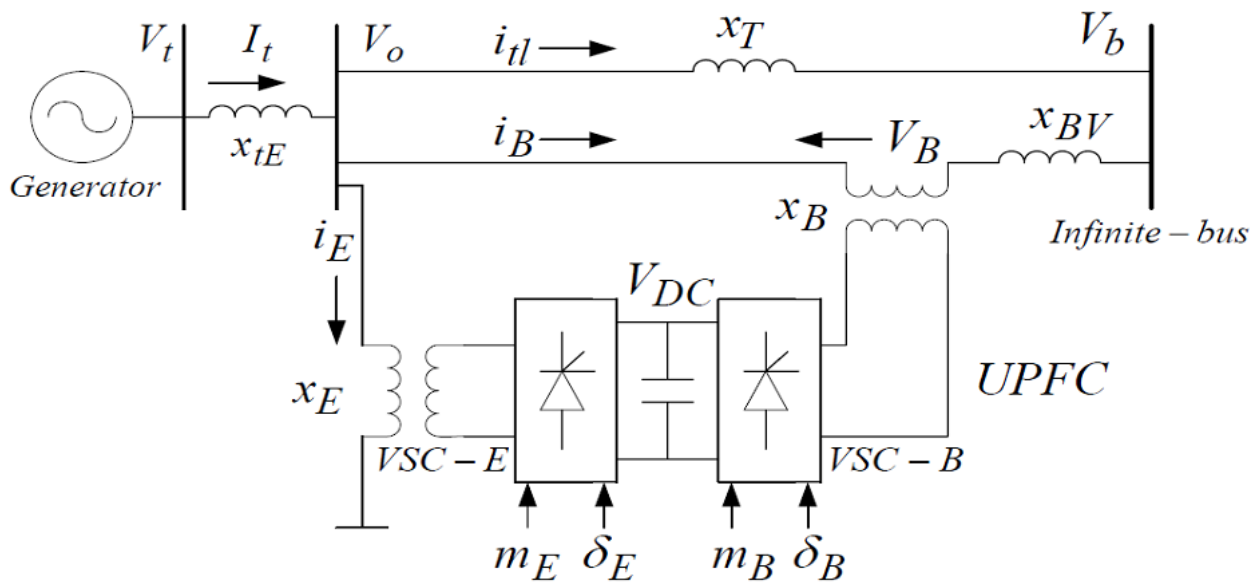 V_t I_t V_o i_tl x_T V_b
x_tE i_B V_B x_BV
Generator
x_B
i_E Infinite – bus
V_DC
x_E UPFC
VSC – E VSC – B
m_E δ_E m_B δ_B